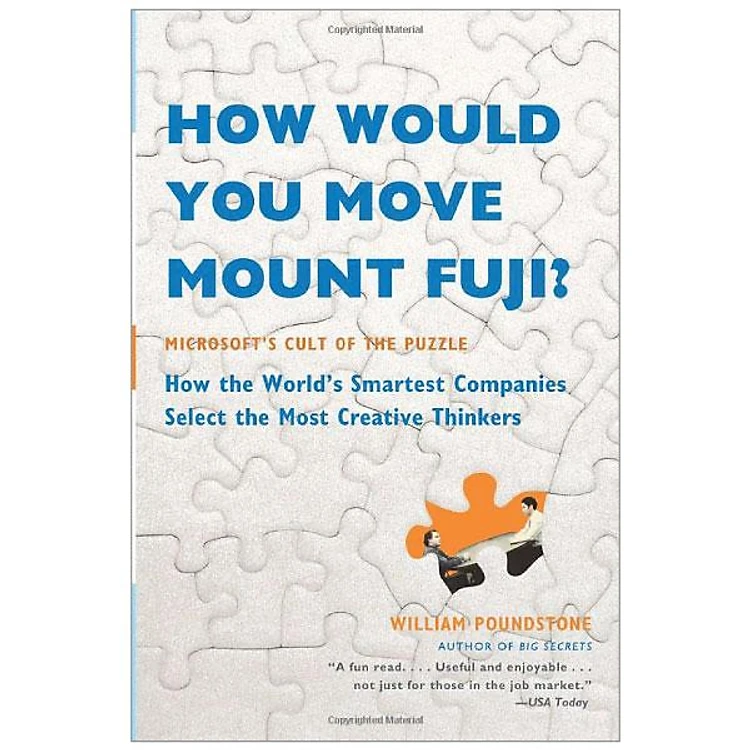 Copyrighted Material
HOW WOULD
YOU MOVE
MOUNT FUJI?
MICROSOFT'S CULT OF THE PUZZLE
How the World's Smartest Companies
Select the Most Creative Thinkers
WILLIAM POUNDSTONE
AUTHOR OF BIG SECRETS
“A fun read. . . . Useful and enjoyable . . .
not just for those in the job market.”
—USA Today
Copyrighted Material